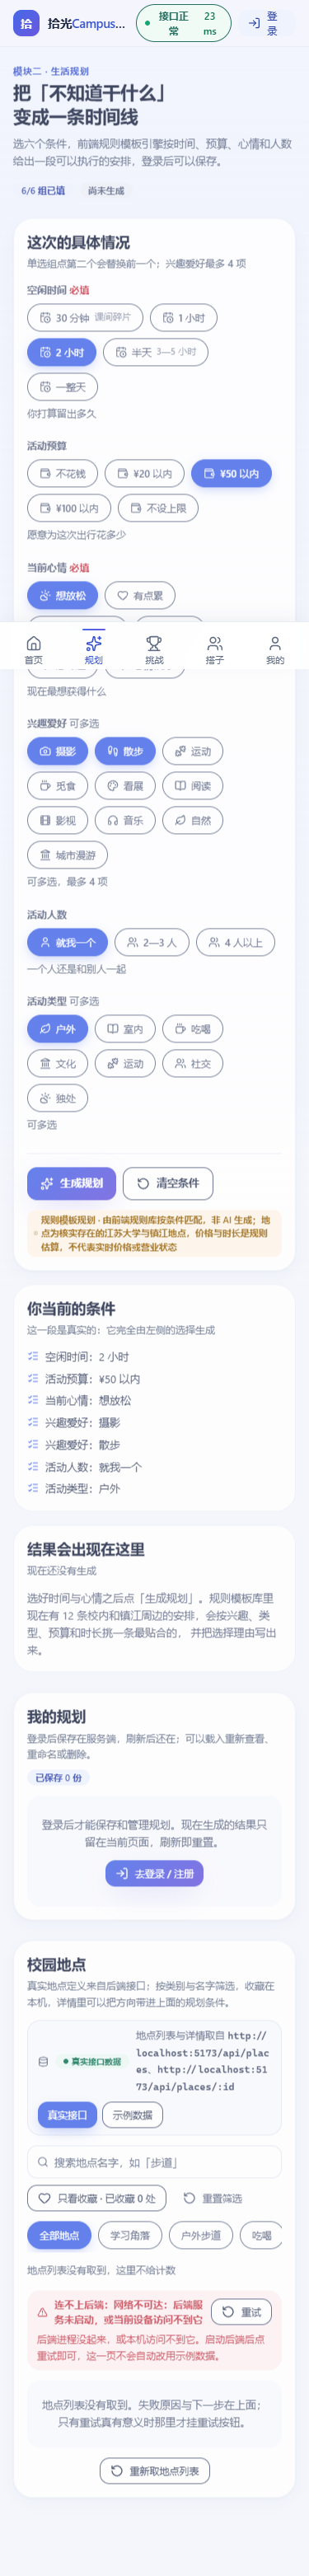 拾
拾光Campus...
接口正常
23 ms
登录
模块二 · 生活规划
把「不知道干什么」
变成一条时间线
选六个条件，前端规则模板引擎按时间、预算、心情和人数
给出一段可以执行的安排，登录后可以保存。
6/6 组已填
尚未生成
这次的具体情况
单选组点第二个会替换前一个；兴趣爱好最多 4 项
空闲时间 必填
30 分钟 课间碎片
1 小时
2 小时
半天 3—5 小时
一整天
你打算留出多久
活动预算
不花钱
¥20 以内
¥50 以内
¥100 以内
不设上限
愿意为这次出行花多少
当前心情 必填
想放松
有点累
首页
规划
挑战
搭子
我的
现在最想获得什么
兴趣爱好 可多选
摄影
散步
运动
觅食
看展
阅读
影视
音乐
自然
城市漫游
可多选，最多 4 项
活动人数
就我一个
2—3 人
4 人以上
一个人还是和别人一起
活动类型 可多选
户外
室内
吃喝
文化
运动
社交
独处
可多选
生成规划
清空条件
规则模板规划 · 由前端规则库按条件匹配，非 AI 生成；地
点为核实存在的江苏大学与镇江地点，价格与时长是规则
估算，不代表实时价格或营业状态
你当前的条件
这一段是真实的：它完全由左侧的选择生成
空闲时间：2 小时
活动预算：¥50 以内
当前心情：想放松
兴趣爱好：摄影
兴趣爱好：散步
活动人数：就我一个
活动类型：户外
结果会出现在这里
现在还没有生成
选好时间与心情之后点「生成规划」。规则模板库里
现在有 12 条校内和镇江周边的安排，会按兴趣、类
型、预算和时长挑一条最贴合的， 并把选择理由写出
来。
我的规划
登录后保存在服务端，刷新后还在；可以载入重新查看、
重命名或删除。
已保存 0 份
登录后才能保存和管理规划。现在生成的结果只
留在当前页面，刷新即重置。
去登录 / 注册
校园地点
真实地点定义来自后端接口：按类别与名字筛选，收藏在
本机，详情里可以把方向带进上面的规划条件。
真实接口数据
地点列表与详情取自 http://
localhost:5173/api/plac
es、http://localhost:51
73/api/places/:id
真实接口
示例数据
搜索地点名字，如「步道」
只看收藏 · 已收藏 0 处
重置筛选
全部地点
学习角落
户外步道
吃喝
地点列表没有取到，这里不给计数
连不上后端：网络不可达：后端服
务未启动，或当前设备访问不到它
重试
后端进程没起来，或本机访问不到它。启动后端后点
重试即可，这一页不会自动改用示例数据。
地点列表没有取到。失败原因与下一步在上面；
只有重试真有意义时那里才挂重试按钮。
重新取地点列表